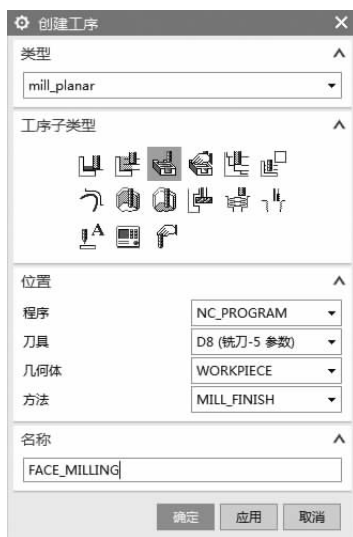 创建工序
类型
mill_planar
工序子类型
A
位置
程序 NC_PROGRAM
刀具 D8 (铣刀-5 参数)
几何体 WORKPIECE
方法 MILL_FINISH
名称
FACE_MILLING
确定 应用 取消